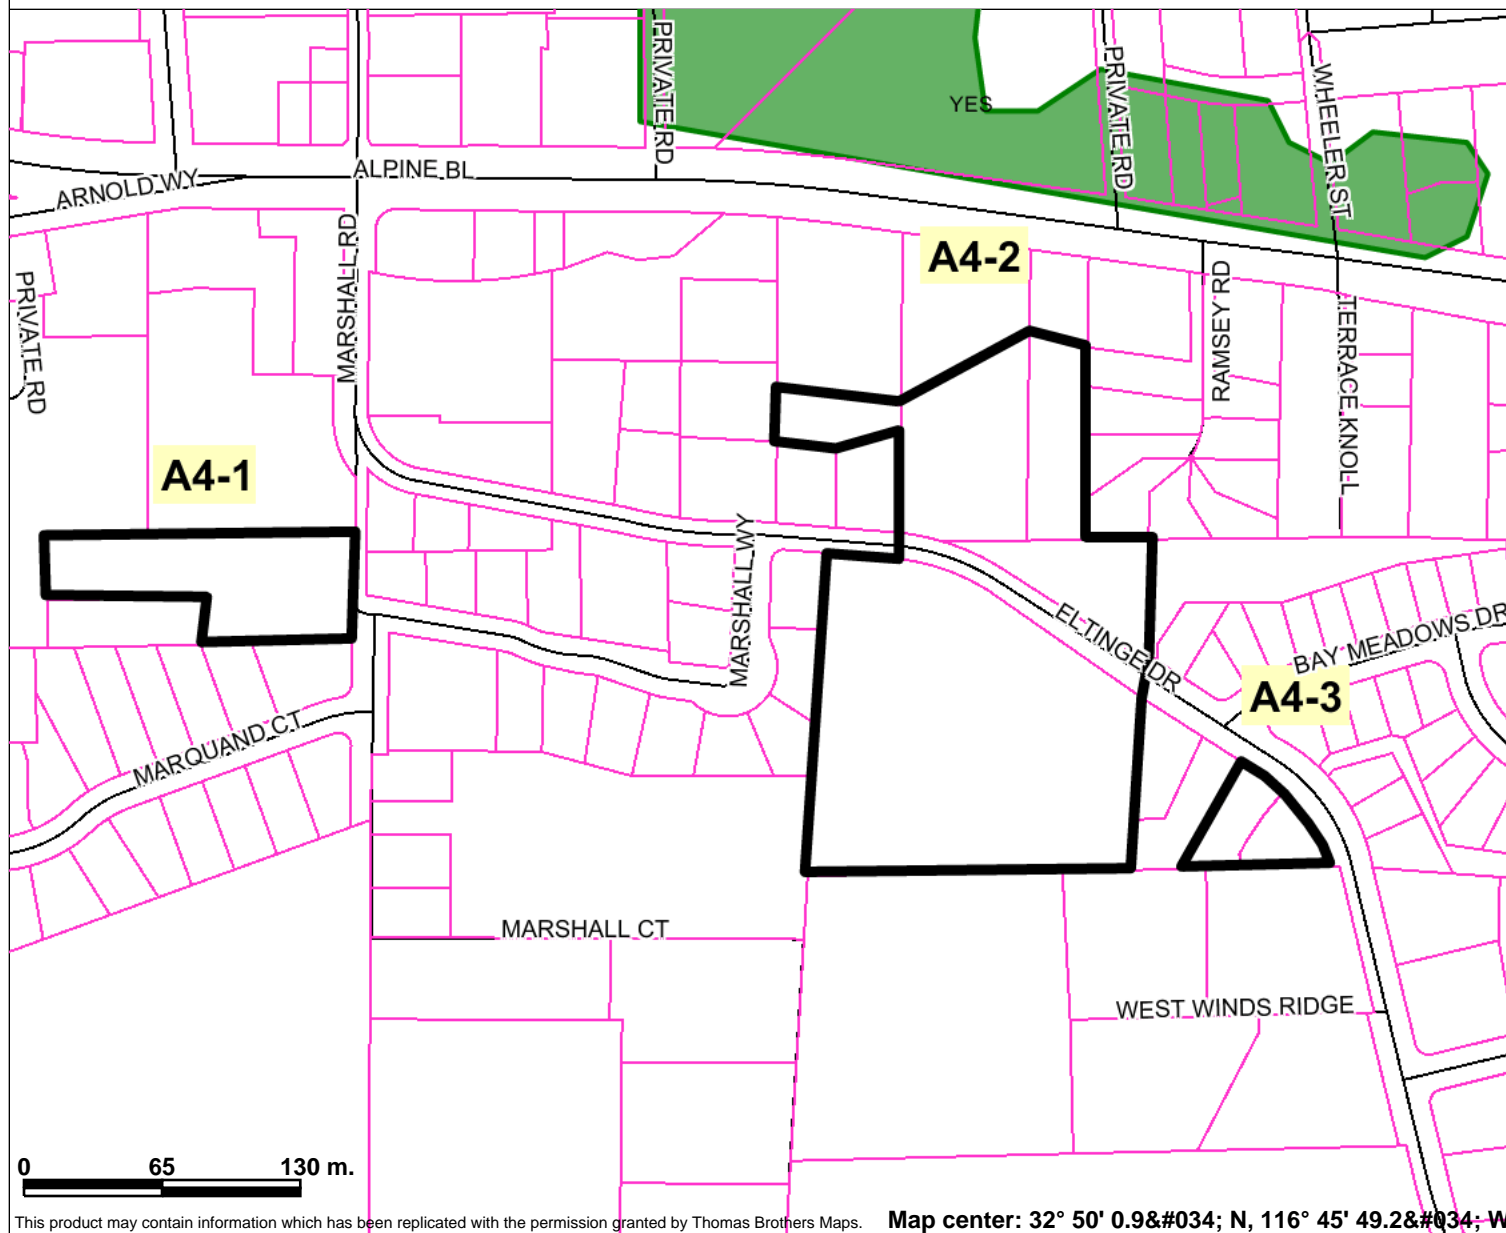 PRIVATE RD
PRIVATE RD
WHEELER ST
YES
ARNOLD WY
ALPINE BL
MARSHALL RD
A4-2
PRIVATE RD
RAMSEY RD
TERRACE KNOLL
A4-1
MARSHALL WY
ELTINGE DR
BAY MEADOWS DR
A4-3
MARQUAND CT
MARSHALL CT
WEST WINDS RIDGE
0 65 130 m.
This product may contain information which has been replicated with the permission granted by Thomas Brothers Maps. Map center: 32° 50' 0.9&#034; N, 116° 45' 49.2&#034; W